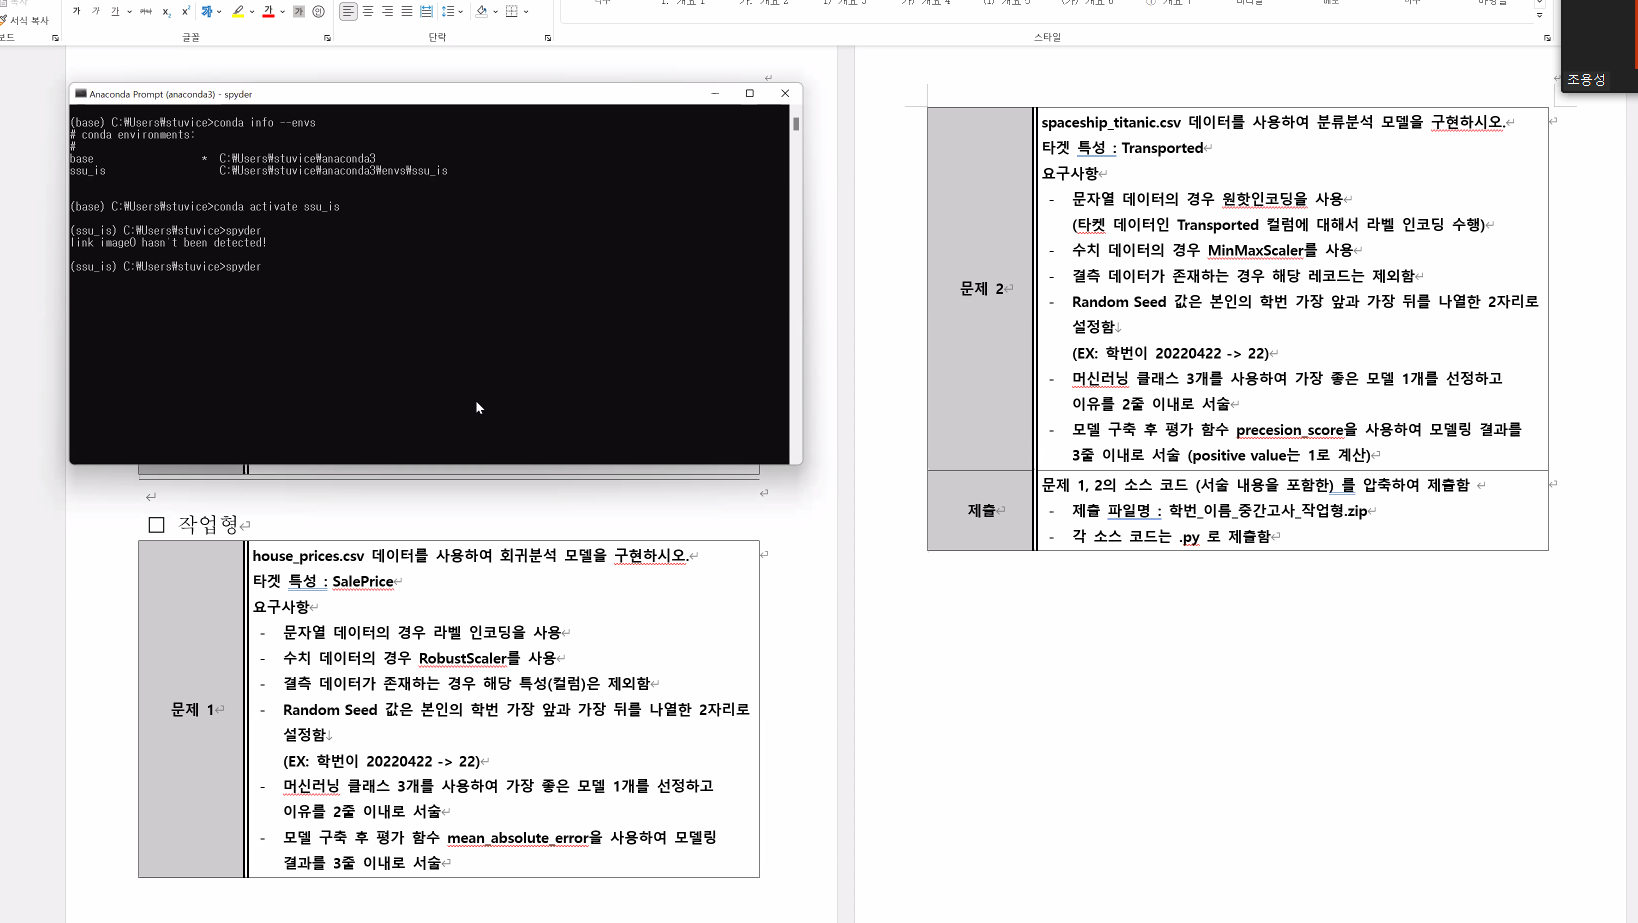 서식 복사
보드
가 가 가
가
글꼴
단락
스타일
조용성
Anaconda Prompt (anaconda3) - spyder
(base) C:₩Users₩stuvice>conda info --envs
# conda environments:
#
base * C:₩Users₩stuvice₩anaconda3
ssu_is C:₩Users₩stuvice₩anaconda3₩envs₩ssu_is
(base) C:₩Users₩stuvice>conda activate ssu_is
(ssu_is) C:₩Users₩stuvice>spyder
link image0 hasn't been detected!
(ssu_is) C:₩Users₩stuvice>spyder
□ 작업형
문제 1
house_prices.csv 데이터를 사용하여 회귀분석 모델을 구현하시오.
타겟 특성 : SalePrice
요구사항
- 문자열 데이터의 경우 라벨 인코딩을 사용
- 수치 데이터의 경우 RobustScaler를 사용
- 결측 데이터가 존재하는 경우 해당 특성(컬럼)은 제외함
- Random Seed 값은 본인의 학번 가장 앞과 가장 뒤를 나열한 2자리로
설정함
(EX: 학번이 20220422 -> 22)
- 머신러닝 클래스 3개를 사용하여 가장 좋은 모델 1개를 선정하고
이유를 2줄 이내로 서술
- 모델 구축 후 평가 함수 mean_absolute_error을 사용하여 모델링
결과를 3줄 이내로 서술
문제 2
spaceship_titanic.csv 데이터를 사용하여 분류분석 모델을 구현하시오.
타겟 특성 : Transported
요구사항
- 문자열 데이터의 경우 원핫인코딩을 사용
(타켓 데이터인 Transported 컬럼에 대해서 라벨 인코딩 수행)
- 수치 데이터의 경우 MinMaxScaler를 사용
- 결측 데이터가 존재하는 경우 해당 레코드는 제외함
- Random Seed 값은 본인의 학번 가장 앞과 가장 뒤를 나열한 2자리로
설정함
(EX: 학번이 20220422 -> 22)
- 머신러닝 클래스 3개를 사용하여 가장 좋은 모델 1개를 선정하고
이유를 2줄 이내로 서술
- 모델 구축 후 평가 함수 precesion_score을 사용하여 모델링 결과를
3줄 이내로 서술 (positive value는 1로 계산)
제출
문제 1, 2의 소스 코드 (서술 내용을 포함한) 를 압축하여 제출함
- 제출 파일명 : 학번_이름_중간고사_작업형.zip
- 각 소스 코드는 .py 로 제출함